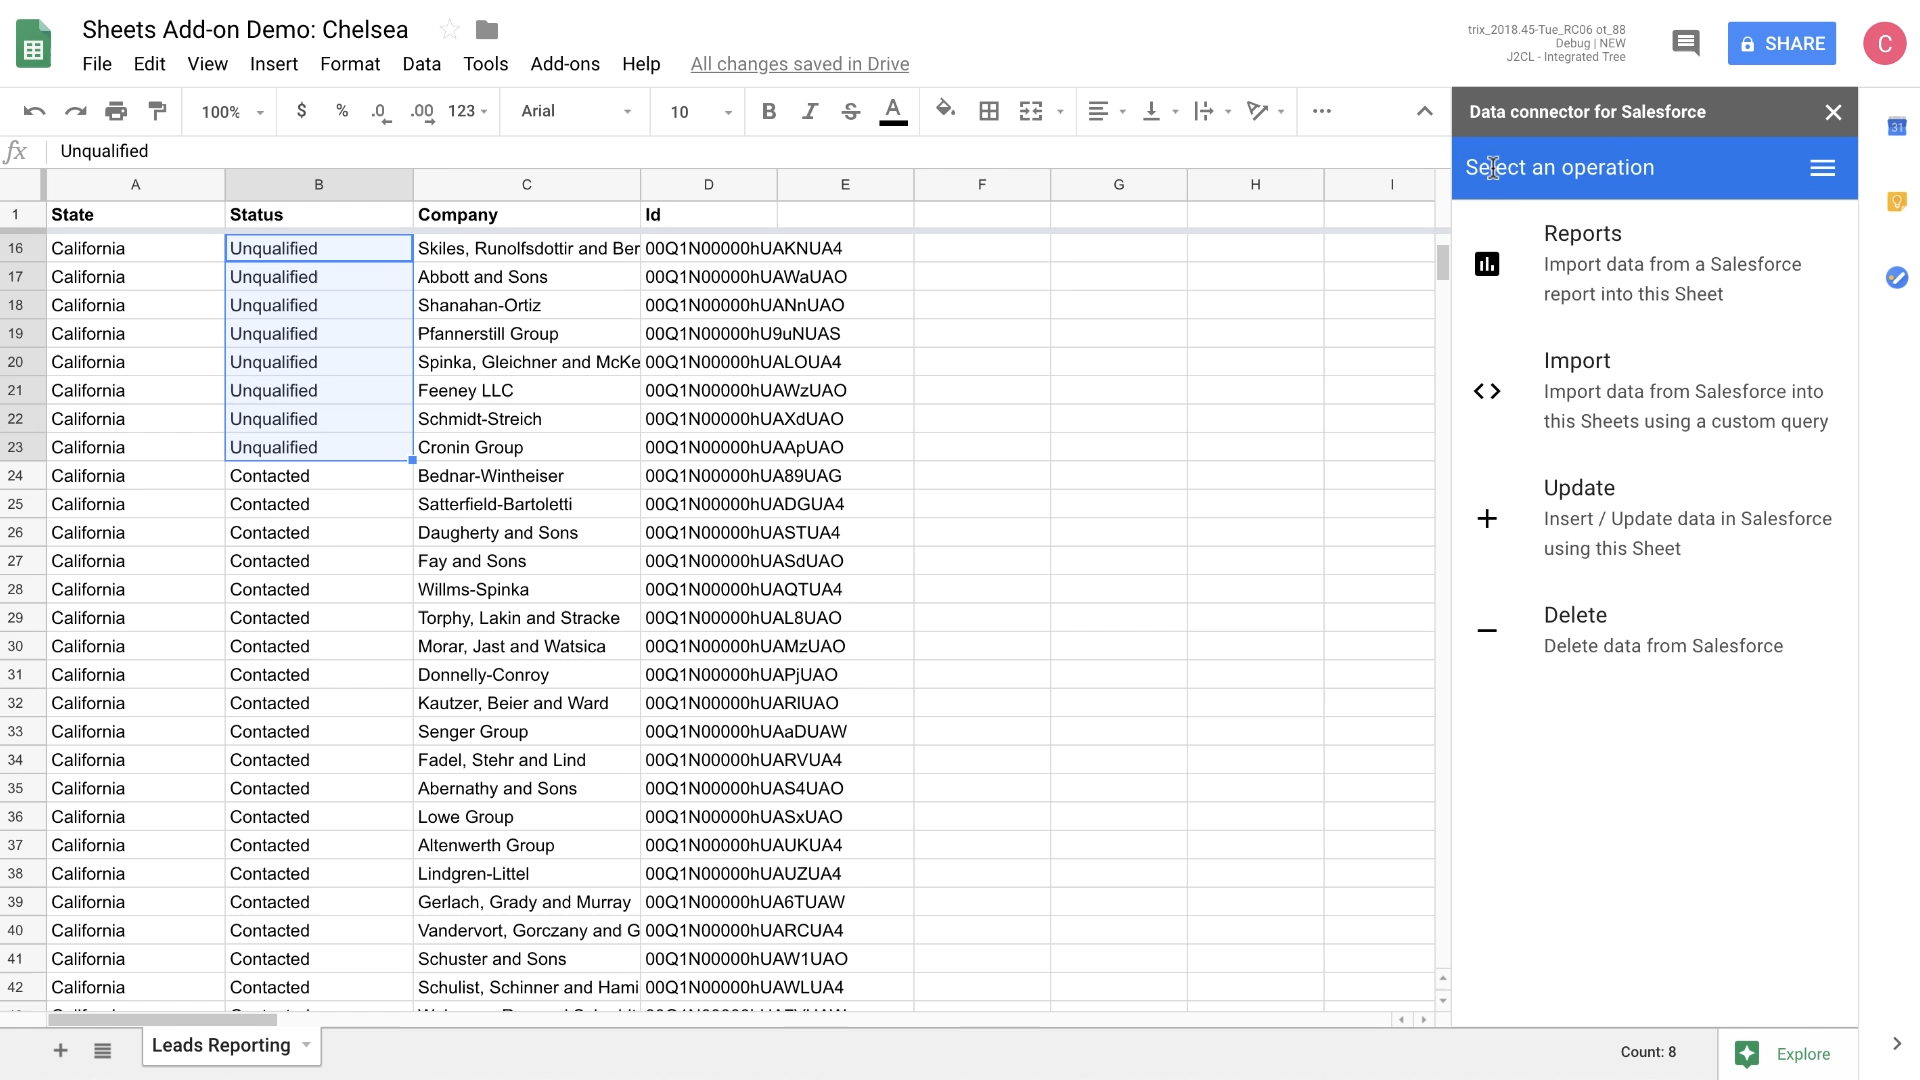 Sheets Add-on Demo: Chelsea
File Edit View Insert Format Data Tools Add-ons Help All changes saved in Drive
trix_2018.45-Tue_RC06 ot_88
Debug | NEW
J2CL - Integrated Tree
SHARE
C
100% $ % .0 .00 123 Arial 10 B I S A
Data connector for Salesforce
31
fx Unqualified
Select an operation
A B C D E F G H I
1 State Status Company Id
16 California Unqualified Skiles, Runolfsdottir and Ber 00Q1N00000hUAKNUA4
17 California Unqualified Abbott and Sons 00Q1N00000hUAWaUAO
18 California Unqualified Shanahan-Ortiz 00Q1N00000hUANnUAO
19 California Unqualified Pfannerstill Group 00Q1N00000hU9uNUAS
20 California Unqualified Spinka, Gleichner and McKe 00Q1N00000hUALOUA4
21 California Unqualified Feeney LLC 00Q1N00000hUAWzUAO
22 California Unqualified Schmidt-Streich 00Q1N00000hUAXdUAO
23 California Unqualified Cronin Group 00Q1N00000hUAApUAO
24 California Contacted Bednar-Wintheiser 00Q1N00000hUA89UAG
25 California Contacted Satterfield-Bartoletti 00Q1N00000hUADGUA4
26 California Contacted Daugherty and Sons 00Q1N00000hUASTUA4
27 California Contacted Fay and Sons 00Q1N00000hUASdUAO
28 California Contacted Willms-Spinka 00Q1N00000hUAQTUA4
29 California Contacted Torphy, Lakin and Stracke 00Q1N00000hUAL8UAO
30 California Contacted Morar, Jast and Watsica 00Q1N00000hUAMzUAO
31 California Contacted Donnelly-Conroy 00Q1N00000hUAPjUAO
32 California Contacted Kautzer, Beier and Ward 00Q1N00000hUARlUAO
33 California Contacted Senger Group 00Q1N00000hUAaDUAW
34 California Contacted Fadel, Stehr and Lind 00Q1N00000hUARVUA4
35 California Contacted Abernathy and Sons 00Q1N00000hUAS4UAO
36 California Contacted Lowe Group 00Q1N00000hUASxUAO
37 California Contacted Altenwerth Group 00Q1N00000hUAUKUA4
38 California Contacted Lindgren-Littel 00Q1N00000hUAUZUA4
39 California Contacted Gerlach, Grady and Murray 00Q1N00000hUA6TUAW
40 California Contacted Vandervort, Gorczany and G 00Q1N00000hUARCUA4
41 California Contacted Schuster and Sons 00Q1N00000hUAW1UAO
42 California Contacted Schulist, Schinner and Hami 00Q1N00000hUAWLUA4
Reports
Import data from a Salesforce
report into this Sheet
Import
Import data from Salesforce into
this Sheets using a custom query
Update
Insert / Update data in Salesforce
using this Sheet
Delete
Delete data from Salesforce
Leads Reporting
Count: 8
Explore